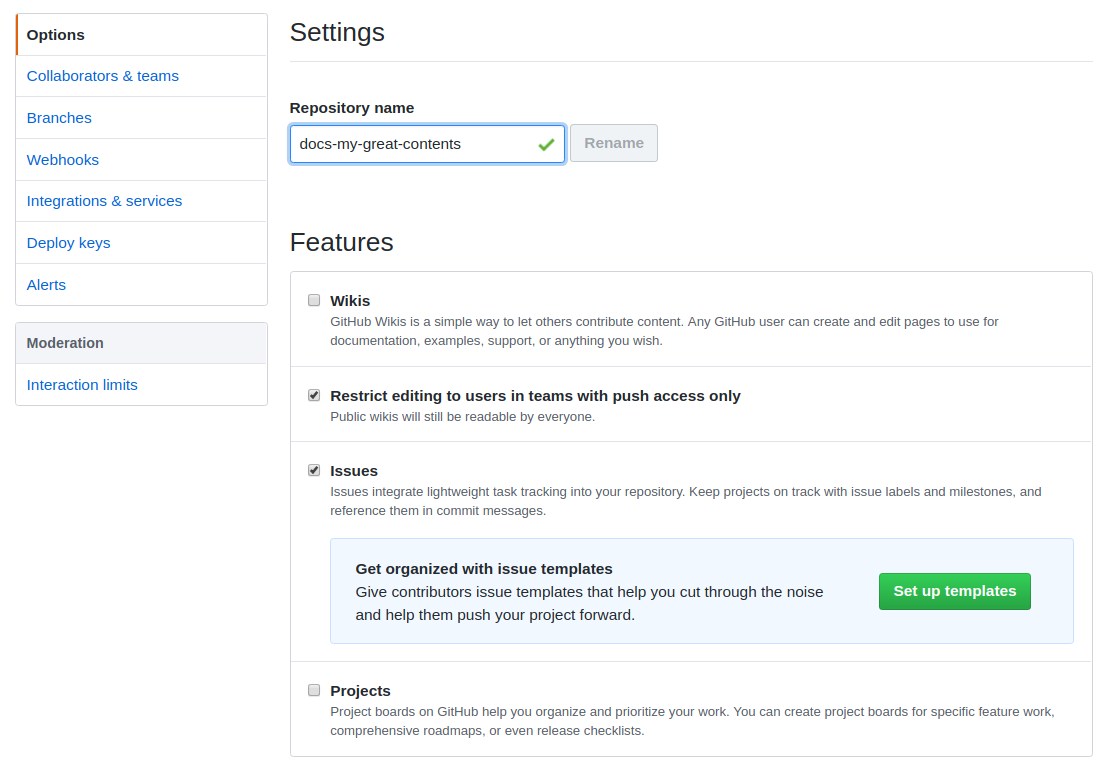 Options
Collaborators & teams
Branches
Webhooks
Integrations & services
Deploy keys
Alerts
Moderation
Interaction limits
Settings
Repository name
docs-my-great-contents
Rename
Features
Wikis
GitHub Wikis is a simple way to let others contribute content. Any GitHub user can create and edit pages to use for
documentation, examples, support, or anything you wish.
Restrict editing to users in teams with push access only
Public wikis will still be readable by everyone.
Issues
Issues integrate lightweight task tracking into your repository. Keep projects on track with issue labels and milestones, and
reference them in commit messages.
Get organized with issue templates
Give contributors issue templates that help you cut through the noise
and help them push your project forward.
Set up templates
Projects
Project boards on GitHub help you organize and prioritize your work. You can create project boards for specific feature work,
comprehensive roadmaps, or even release checklists.